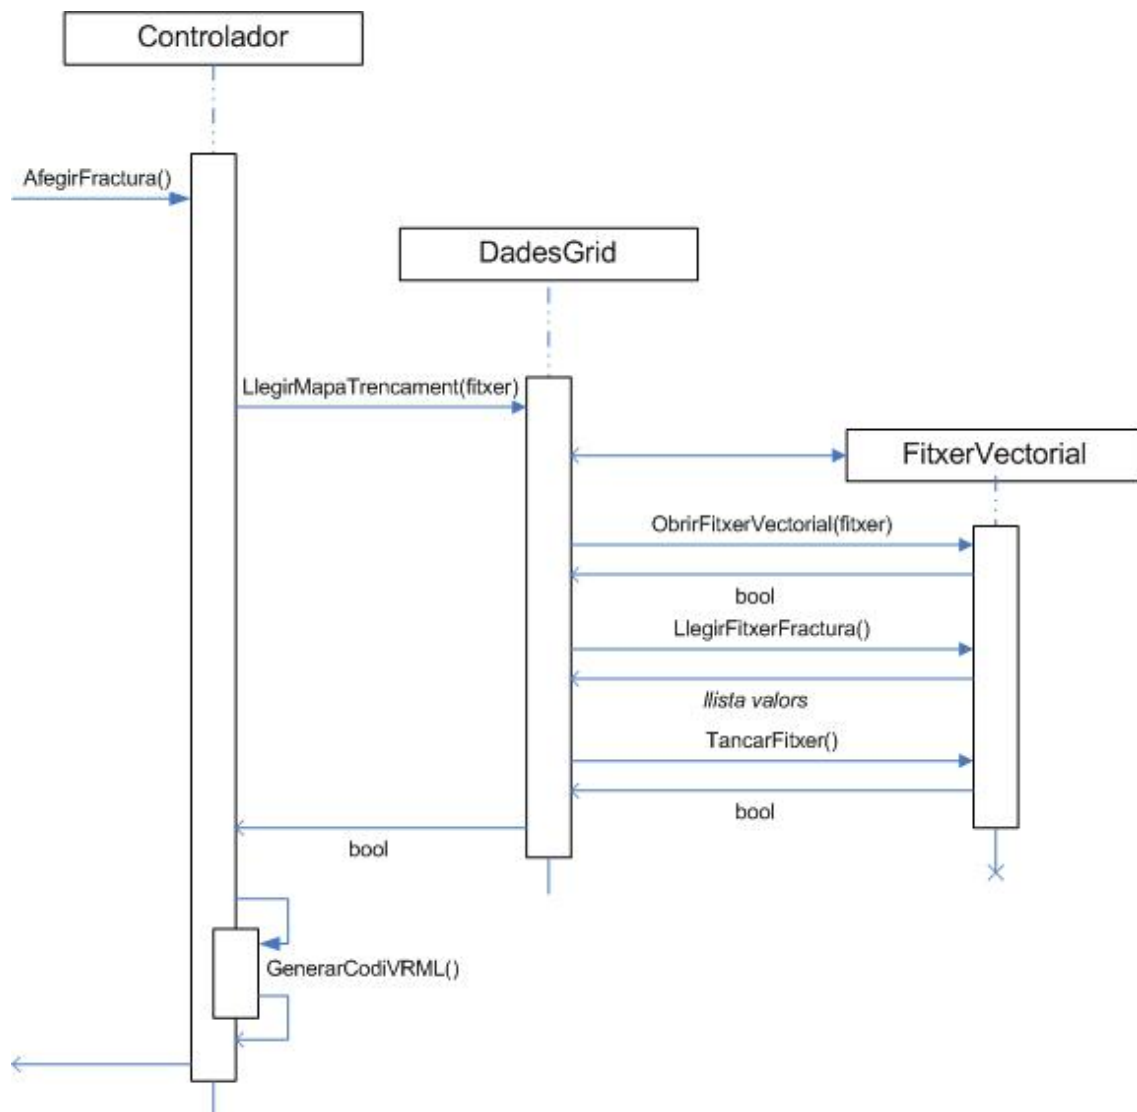 Controlador
AfegirFractura()
DadesGrid
LlegirMapaTrencament(fitxer)
FitxerVectorial
ObrirFitxerVectorial(fitxer)
bool
LlegirFitxerFractura()
llista valors
TancarFitxer()
bool
bool
GenerarCodiVRML()